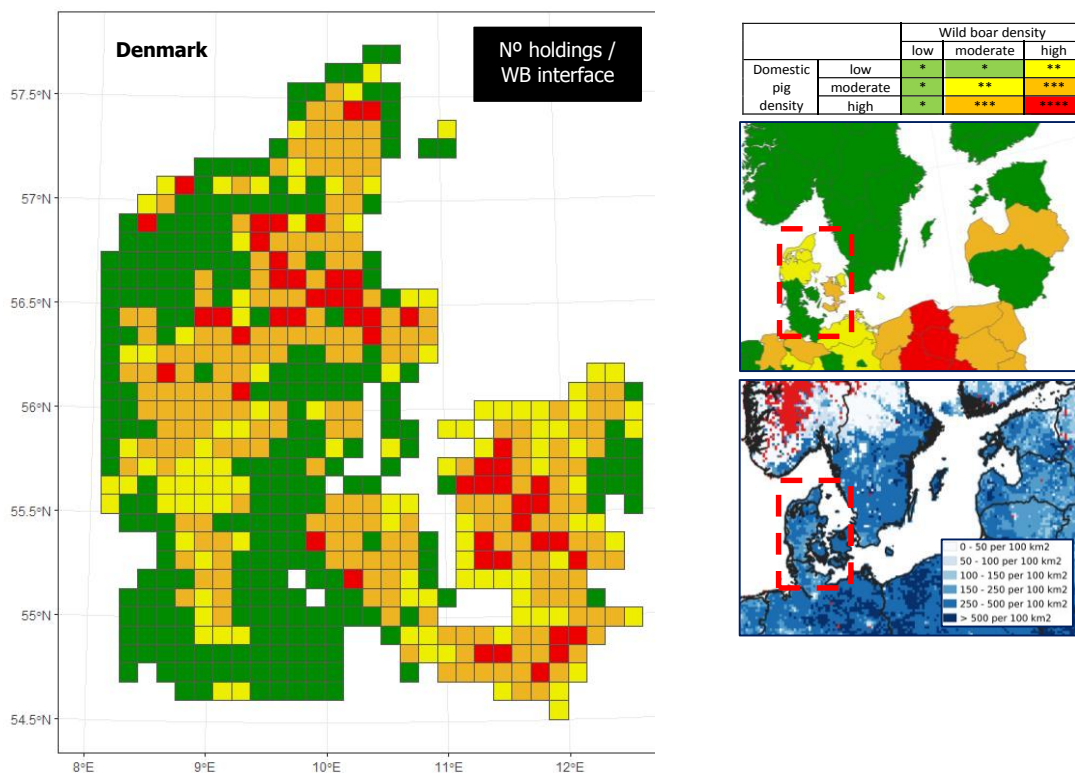 Denmark
Nº holdings /
WB interface
57.5°N
57°N
56.5°N
56°N
55.5°N
55°N
54.5°N
8°E
9°E
10°E
11°E
12°E
Wild boar density
low moderate high
Domestic low * * **
pig moderate * ** ***
density high * *** ****
0 - 50 per 100 km2
50 - 100 per 100 km2
100 - 150 per 100 km2
150 - 250 per 100 km2
250 - 500 per 100 km2
> 500 per 100 km2